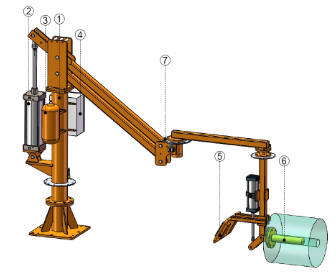 ② ③ ① ④
⑦
⑤ ⑥